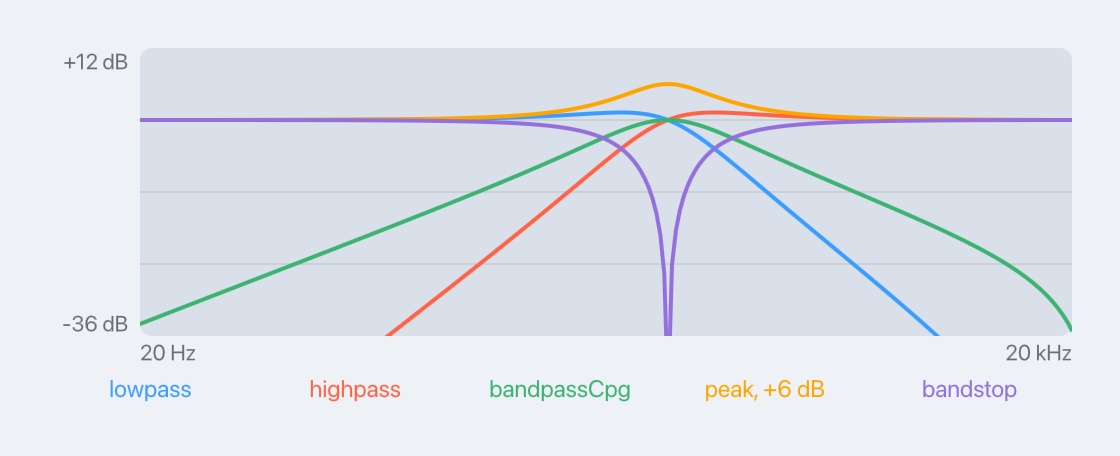 +12 dB
-36 dB
20 Hz 20 kHz
lowpass highpass bandpassCpg peak, +6 dB bandstop